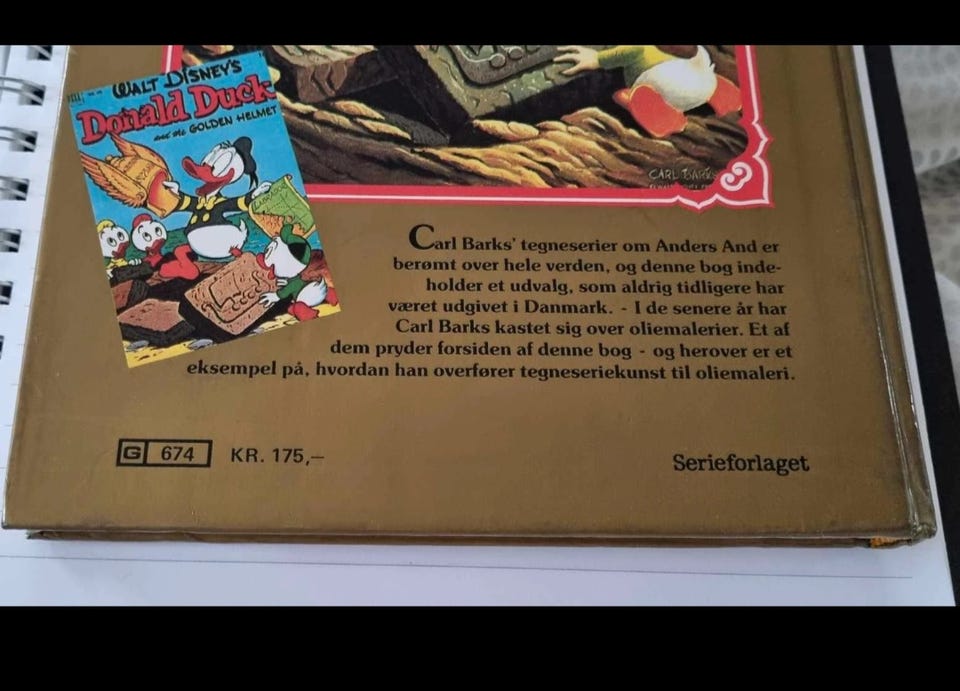 WALT DISNEY'S
Donald Duck
and the GOLDEN HELMET
CARL BARKS
Carl Barks' tegneserier om Anders And er
berømt over hele verden, og denne bog inde-
holder et udvalg, som aldrig tidligere har
været udgivet i Danmark. - I de senere år har
Carl Barks kastet sig over oliemalerier. Et af
dem pryder forsiden af denne bog - og herover er et
eksempel på, hvordan han overfører tegneseriekunst til oliemaleri.
G 674 KR. 175,–
Serieforlaget